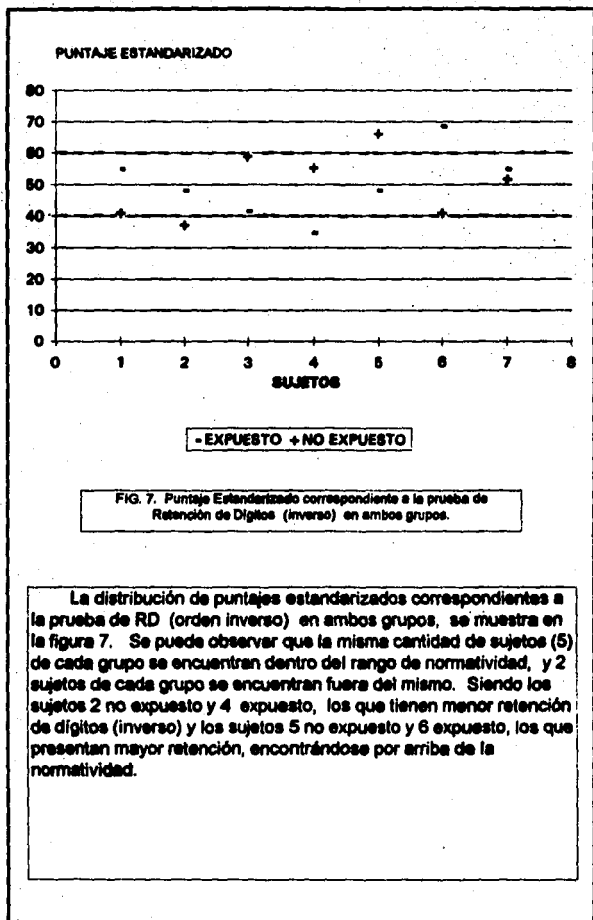 PUNTAJE ESTANDARIZADO
80
70
60
50
40
30
20
10
0
0 1 2 3 4 5 6 7 8
SUJETOS
- EXPUESTO + NO EXPUESTO
FIG. 7. Puntaje Estandarizado correspondiente a la prueba de
Retención de Dígitos (inverso) en ambos grupos.
La distribución de puntajes estandarizados correspondientes a
la prueba de RD (orden inverso) en ambos grupos, se muestra en
la figura 7. Se puede observar que la misma cantidad de sujetos (5)
de cada grupo se encuentran dentro del rango de normatividad, y 2
sujetos de cada grupo se encuentran fuera del mismo. Siendo los
sujetos 2 no expuesto y 4 expuesto, los que tienen menor retención
de dígitos (inverso) y los sujetos 5 no expuesto y 6 expuesto, los que
presentan mayor retención, encontrándose por arriba de la
normatividad.